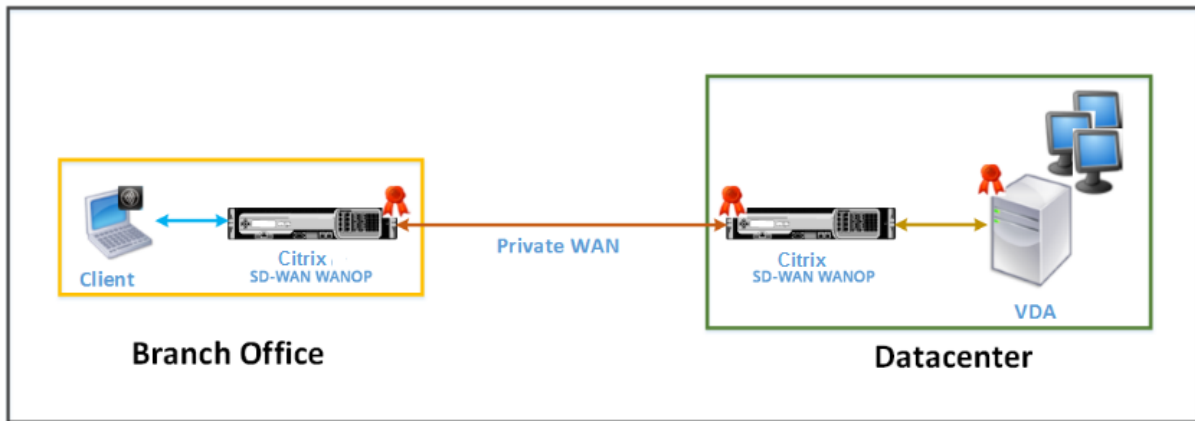 Client
Citrix
SD-WAN WANOP
Private WAN
Citrix
SD-WAN WANOP
VDA
Branch Office
Datacenter